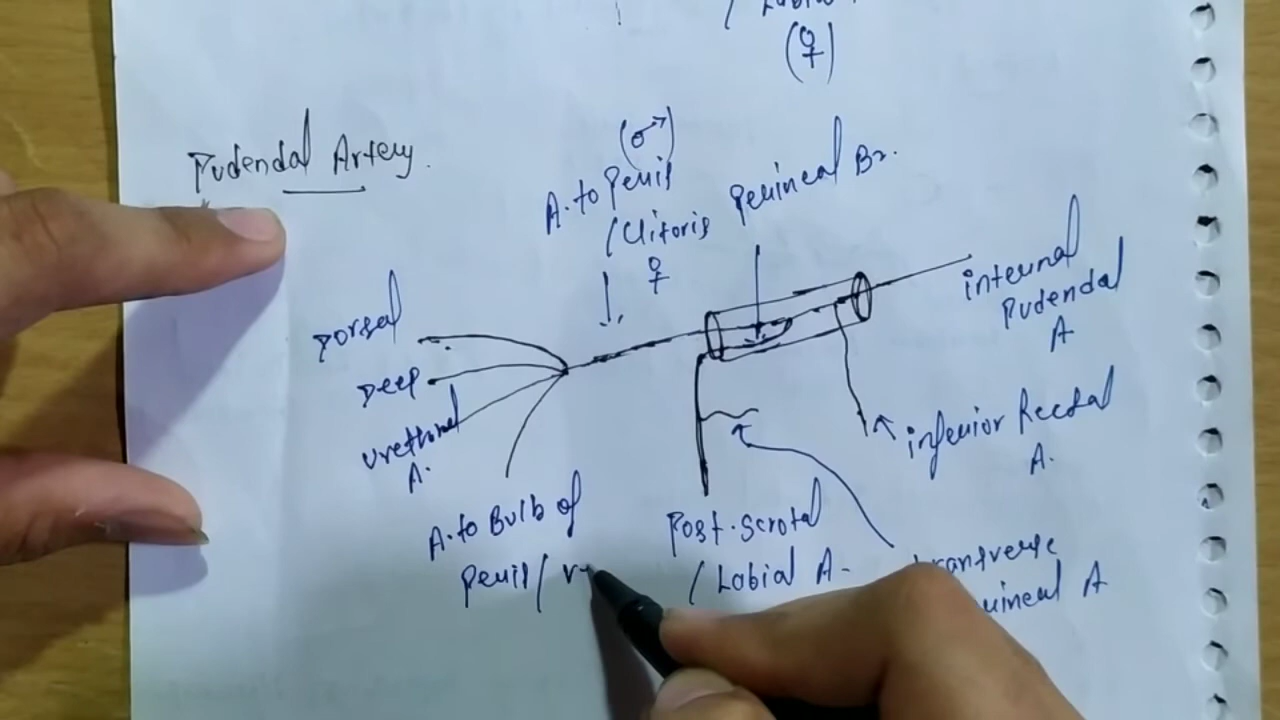 (♀)
Pudendal Artery.
(♂)
A. to Penis
/Clitoris
♀
Perineal Br.
internal
Pudendal
A
Dorsal
Deep
urethral
A.
inferior Rectal
A.
A. to Bulb of
Penis/
Post. Scrotal
/Labial A-
transverse
A